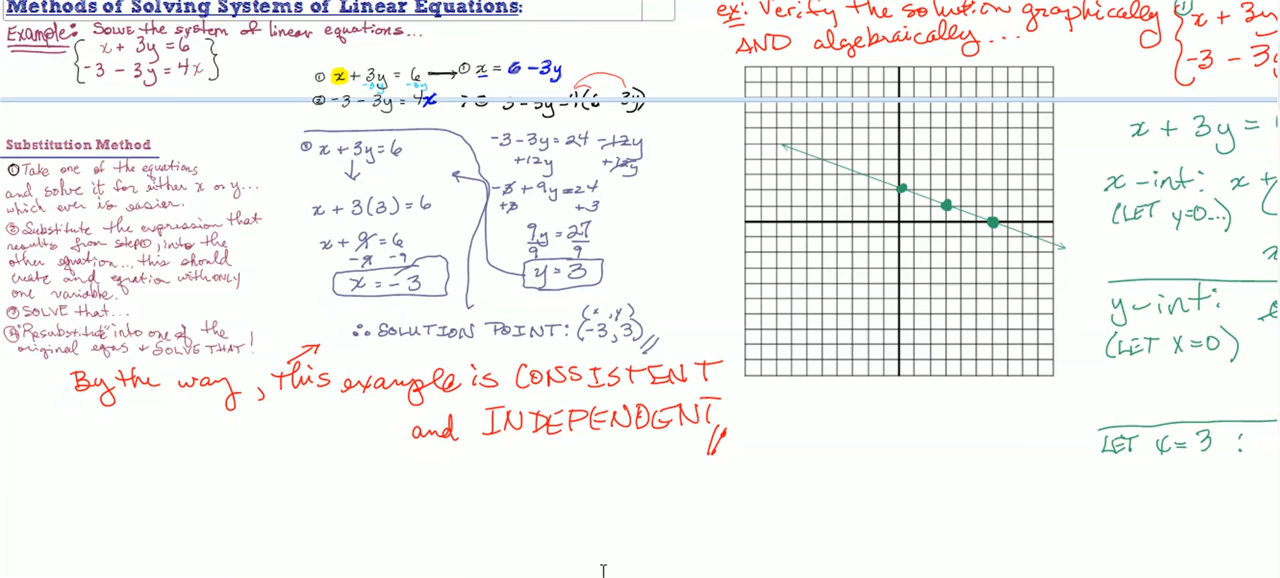 Methods of Solving Systems of Linear Equations:
Example: Solve the system of linear equations...
x + 3y = 6
-3 - 3y = 4x
① x + 3y = 6 → ① x = 6 - 3y
-3y -3y
② -3 - 3y = 4x
Substitution Method
① Take one of the equations
and solve it for either x or y...
which ever is easier.
② Substitute the expression that
results from step ①, into the
other equation... this should
create and equation with ONLY
one variable.
③ SOLVE that...
④ "Resubstitute" into one of the
original eqns & SOLVE THAT!
① x + 3y = 6
x + 3(3) = 6
x + 9 = 6
-9 -9
x = -3
-3 - 3y = 24 - 12y
+12y +12y
-3 + 9y = 24
+3 +3
9y = 27
9 9
y = 3
(x, y)
∴ SOLUTION POINT: (-3, 3)
By the way, this example is CONSISTENT
and INDEPENDENT
ex: Verify the solution graphically
AND algebraically...
① x + 3y
-3 - 3y
x + 3y =
x-int: x +
(LET y=0...)
x
y-int:
(LET x=0)
LET x = 3 :